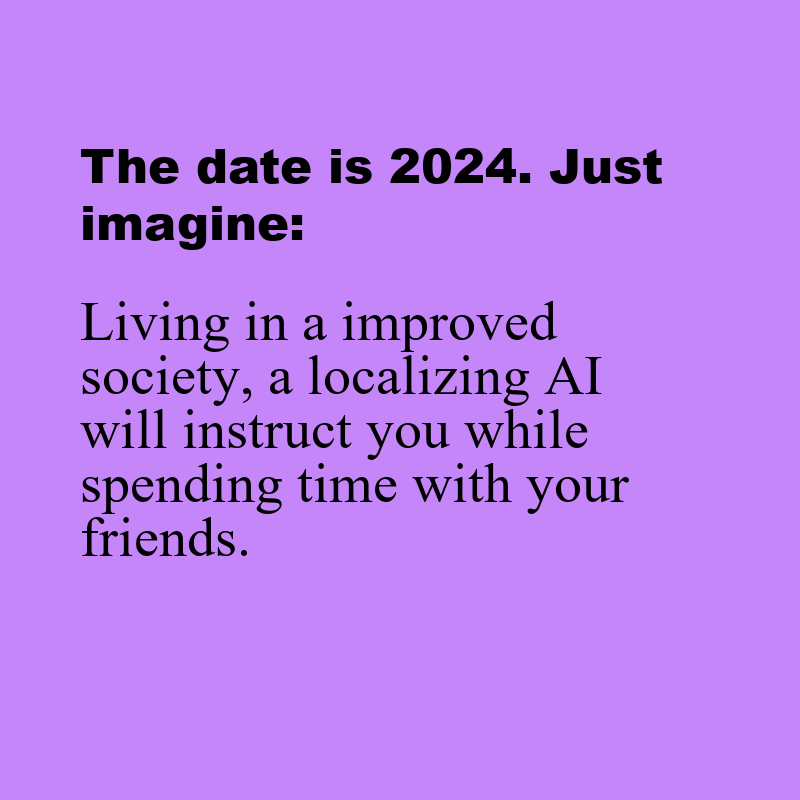 The date is 2024. Just
imagine:
Living in a improved
society, a localizing AI
will instruct you while
spending time with your
friends.